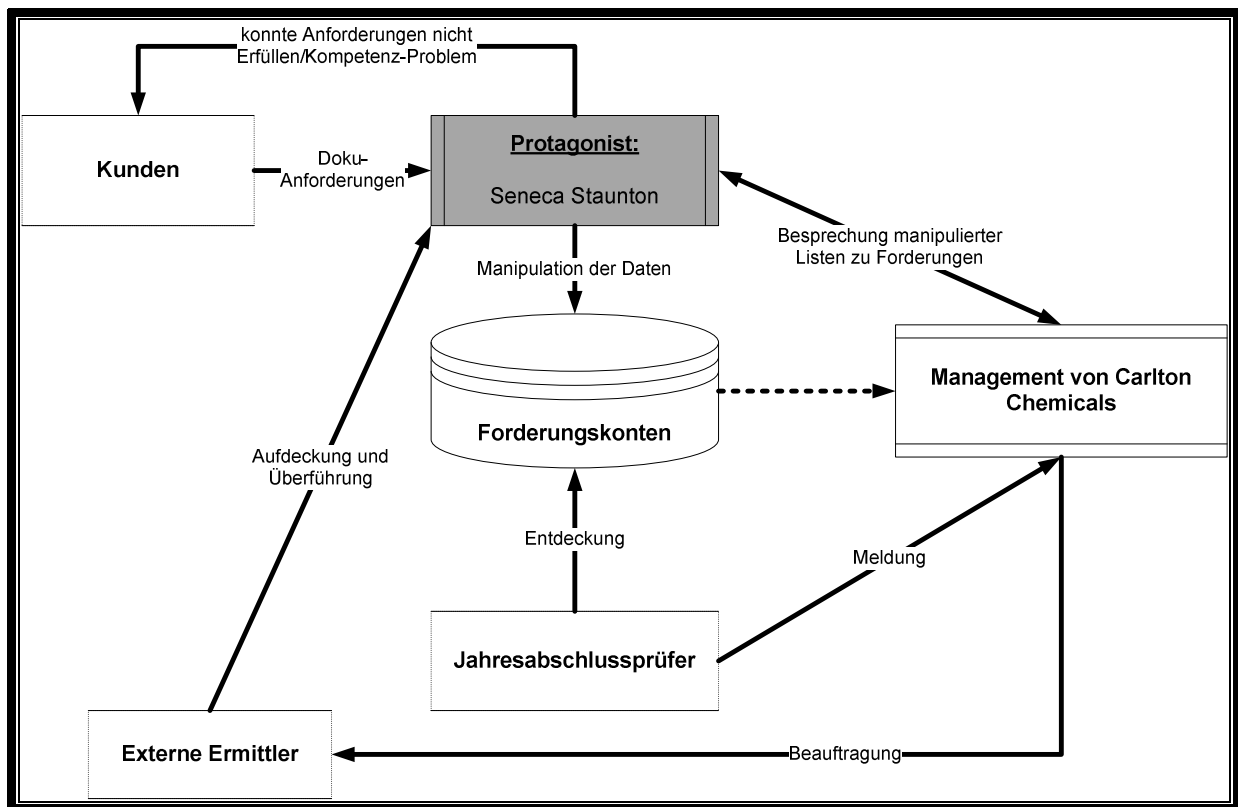 konnte Anforderungen nicht
Erfüllen/Kompetenz-Problem
Kunden
Doku-
Anforderungen
Protagonist:
Seneca Staunton
Besprechung manipulierter
Listen zu Forderungen
Manipulation der Daten
Forderungskonten
Management von Carlton
Chemicals
Aufdeckung und
Überführung
Entdeckung
Meldung
Jahresabschlussprüfer
Externe Ermittler
Beauftragung